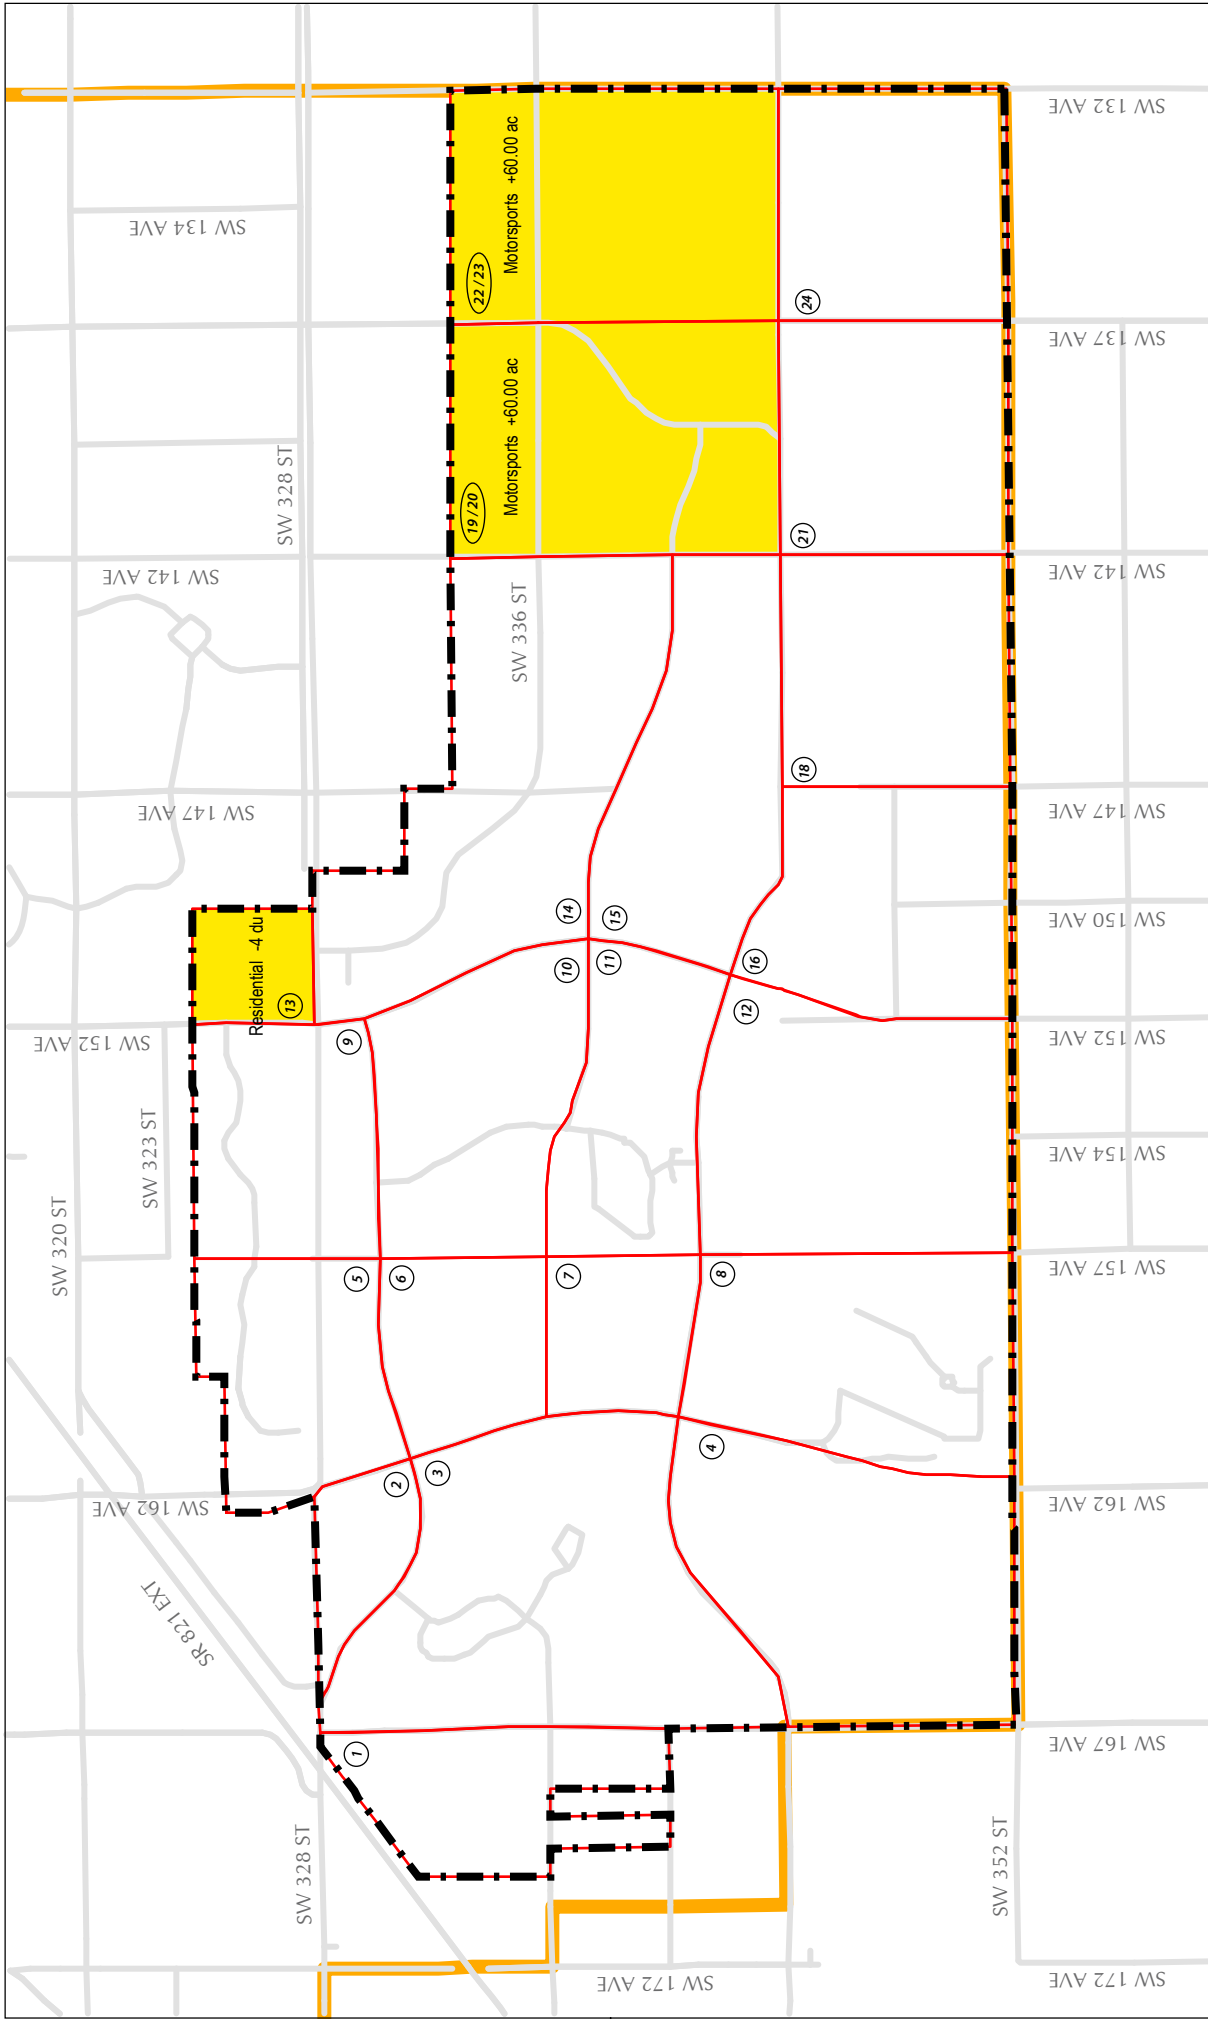 SW 132 AVE
SW 134 AVE
Motorsports +60.00 ac
22/23
24
SW 137 AVE
SW 137 AVE
Motorsports +60.00 ac
19/20
SW 328 ST
21
SW 142 AVE
SW 142 AVE
SW 336 ST
18
SW 147 AVE
SW 147 AVE
14
15
SW 150 AVE
Residential -4 du
13
10
11
16
12
9
SW 152 AVE
SW 152 AVE
SW 323 ST
SW 154 AVE
SW 320 ST
5
6
7
8
SW 157 AVE
2
3
4
SW 162 AVE
SW 162 AVE
SR 821 EXT
1
SW 167 AVE
SW 328 ST
SW 352 ST
SW 172 AVE
SW 172 AVE